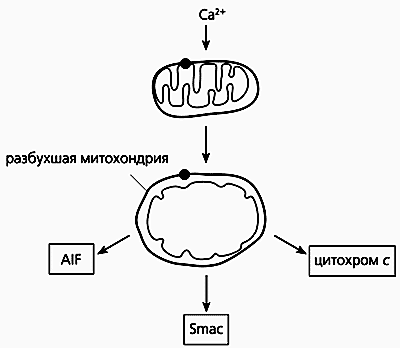 Ca²⁺
разбухшая митохондрия
AIF
цитохром c
Smac